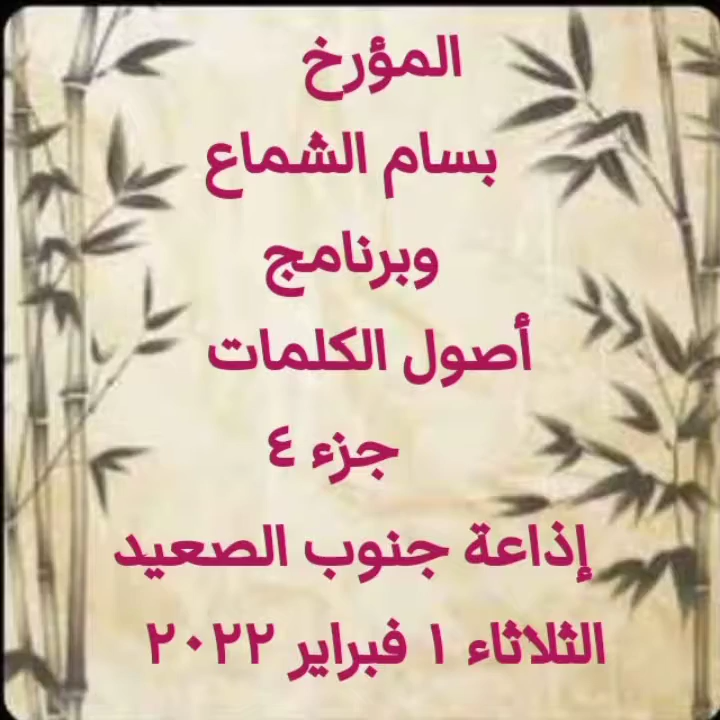 المؤرخ
بسام الشماع
وبرنامج
أصول الكلمات
جزء ٤
إذاعة جنوب الصعيد
الثلاثاء ١ فبراير ٢٠٢٢